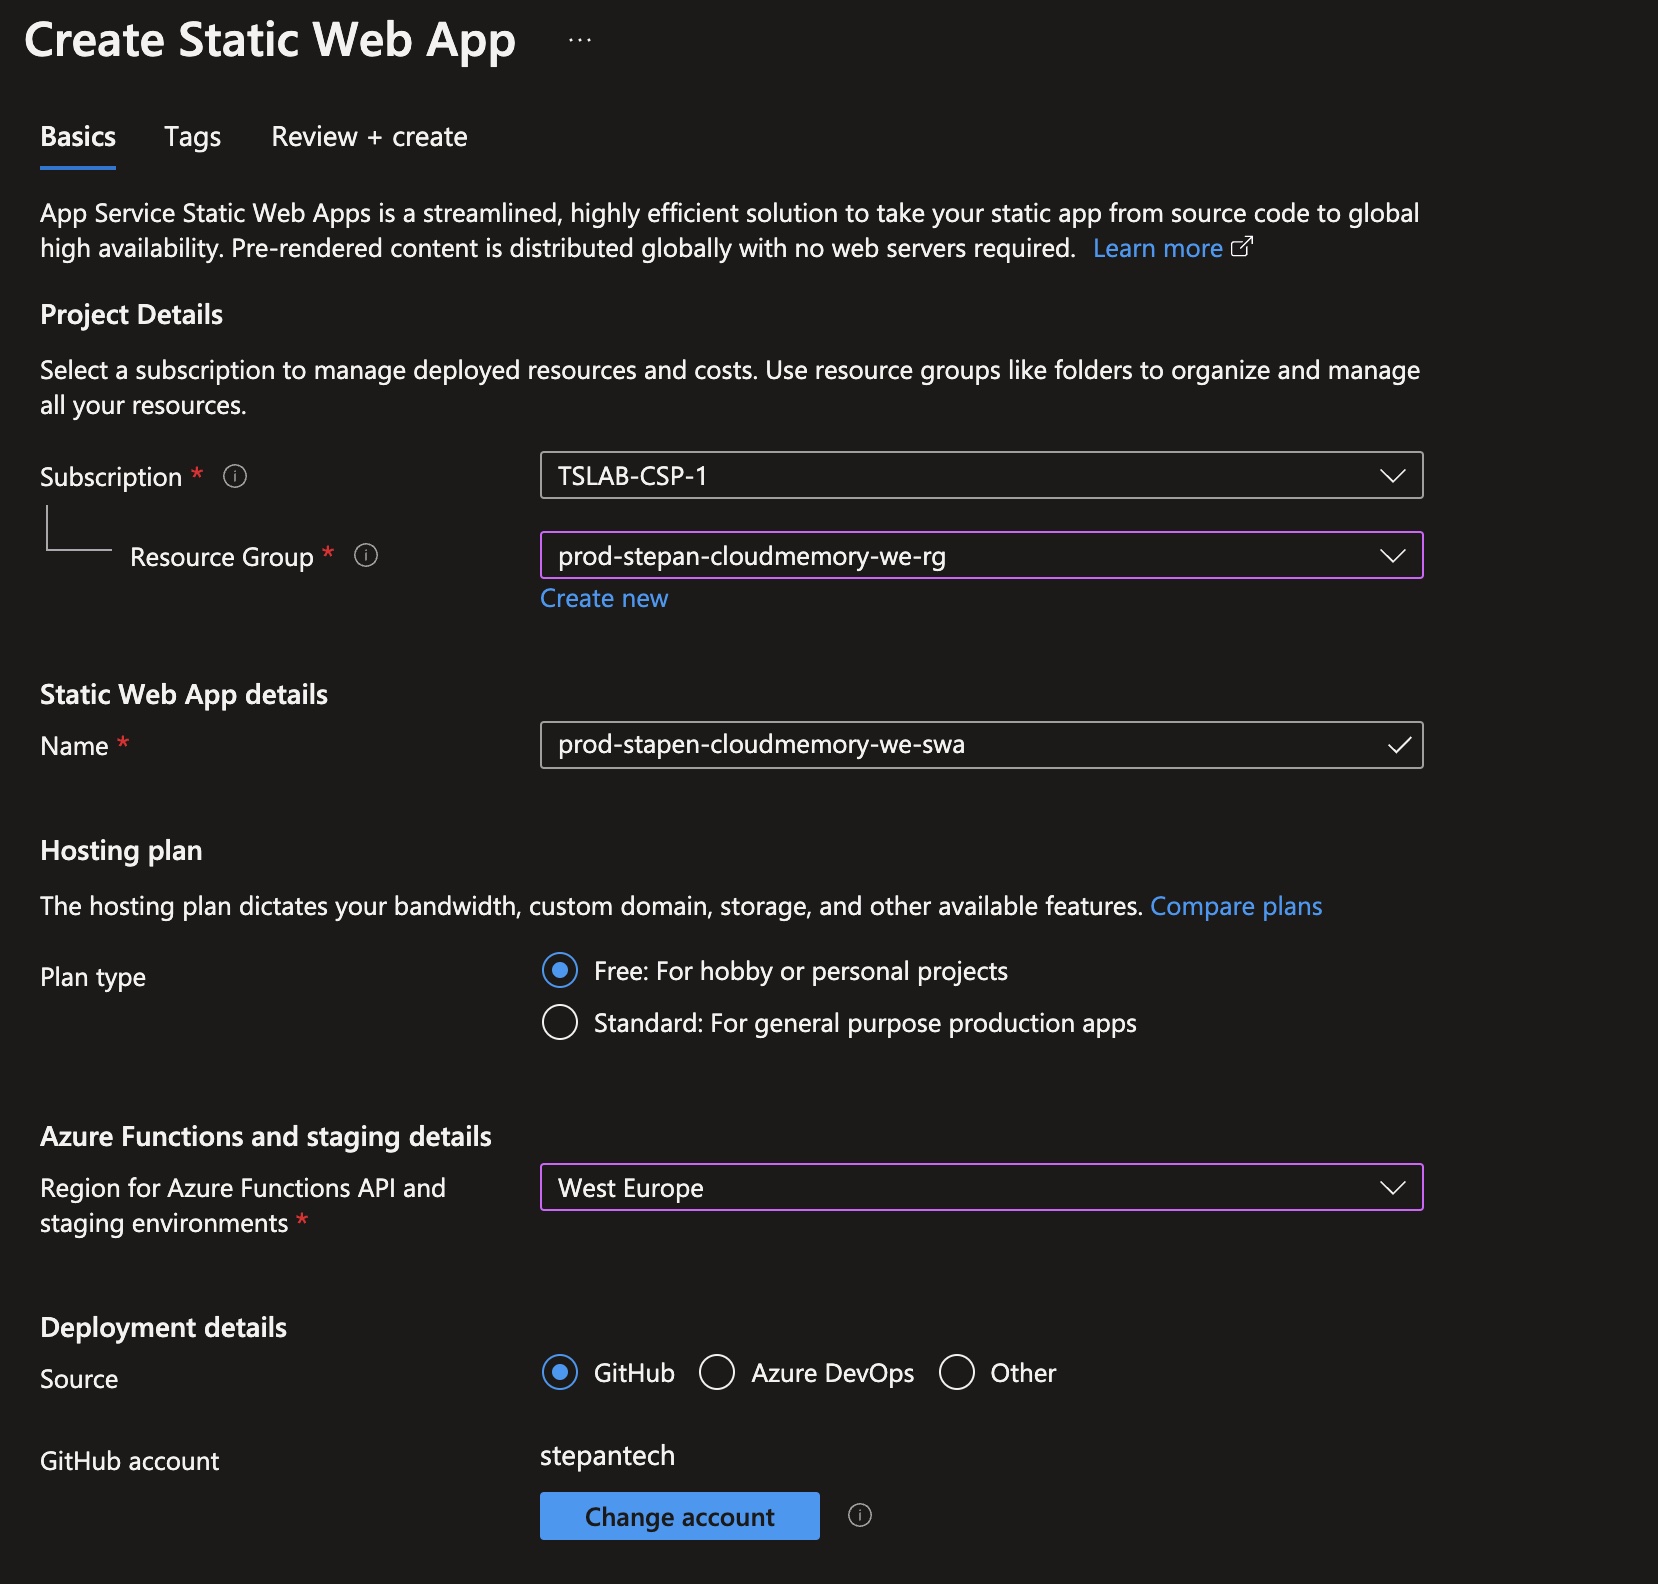 Create Static Web App ...
Basics Tags Review + create
App Service Static Web Apps is a streamlined, highly efficient solution to take your static app from source code to global
high availability. Pre-rendered content is distributed globally with no web servers required. Learn more
Project Details
Select a subscription to manage deployed resources and costs. Use resource groups like folders to organize and manage
all your resources.
Subscription * TSLAB-CSP-1
Resource Group * prod-stepan-cloudmemory-we-rg
Create new
Static Web App details
Name * prod-stapen-cloudmemory-we-swa
Hosting plan
The hosting plan dictates your bandwidth, custom domain, storage, and other available features. Compare plans
Plan type Free: For hobby or personal projects
Standard: For general purpose production apps
Azure Functions and staging details
Region for Azure Functions API and West Europe
staging environments *
Deployment details
Source GitHub Azure DevOps Other
GitHub account stepantech
Change account